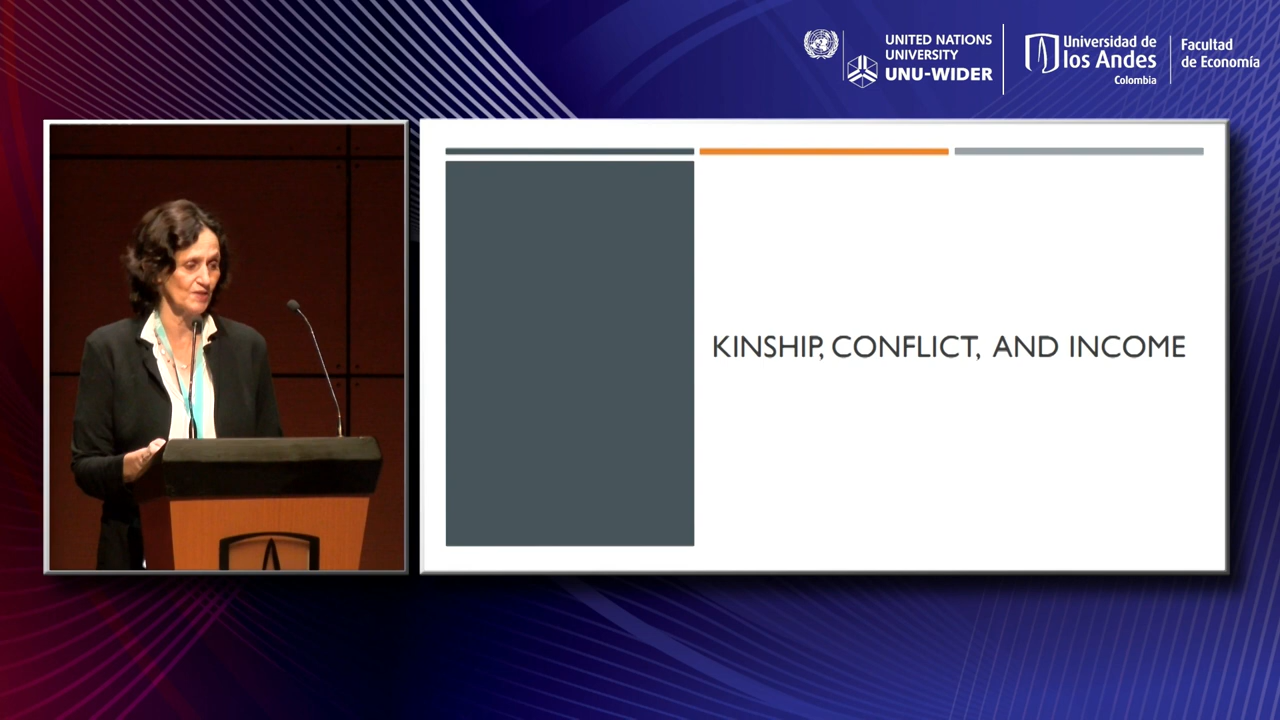 UNITED NATIONS
UNIVERSITY
UNU-WIDER
Universidad de
los Andes
Colombia
Facultad
de Economía
KINSHIP, CONFLICT, AND INCOME